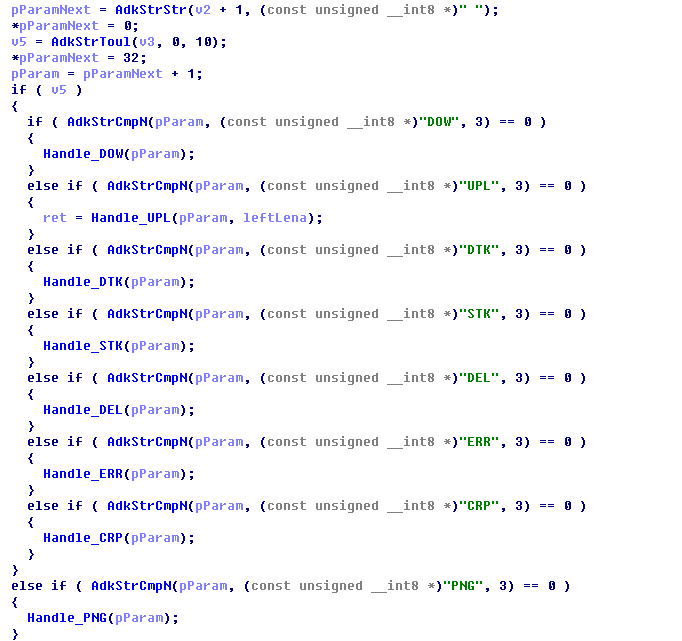 pParamNext = AdkStrStr(v2 + 1, (const unsigned __int8 *)" ");
*pParamNext = 0;
v5 = AdkStrToul(v3, 0, 10);
*pParamNext = 32;
pParam = pParamNext + 1;
if ( v5 )
{
if ( AdkStrCmpN(pParam, (const unsigned __int8 *)"DOW", 3) == 0 )
{
Handle_DOW(pParam);
}
else if ( AdkStrCmpN(pParam, (const unsigned __int8 *)"UPL", 3) == 0 )
{
ret = Handle_UPL(pParam, leftLena);
}
else if ( AdkStrCmpN(pParam, (const unsigned __int8 *)"DTK", 3) == 0 )
{
Handle_DTK(pParam);
}
else if ( AdkStrCmpN(pParam, (const unsigned __int8 *)"STK", 3) == 0 )
{
Handle_STK(pParam);
}
else if ( AdkStrCmpN(pParam, (const unsigned __int8 *)"DEL", 3) == 0 )
{
Handle_DEL(pParam);
}
else if ( AdkStrCmpN(pParam, (const unsigned __int8 *)"ERR", 3) == 0 )
{
Handle_ERR(pParam);
}
else if ( AdkStrCmpN(pParam, (const unsigned __int8 *)"CRP", 3) == 0 )
{
Handle_CRP(pParam);
}
}
else if ( AdkStrCmpN(pParam, (const unsigned __int8 *)"PNG", 3) == 0 )
{
Handle_PNG(pParam);
}